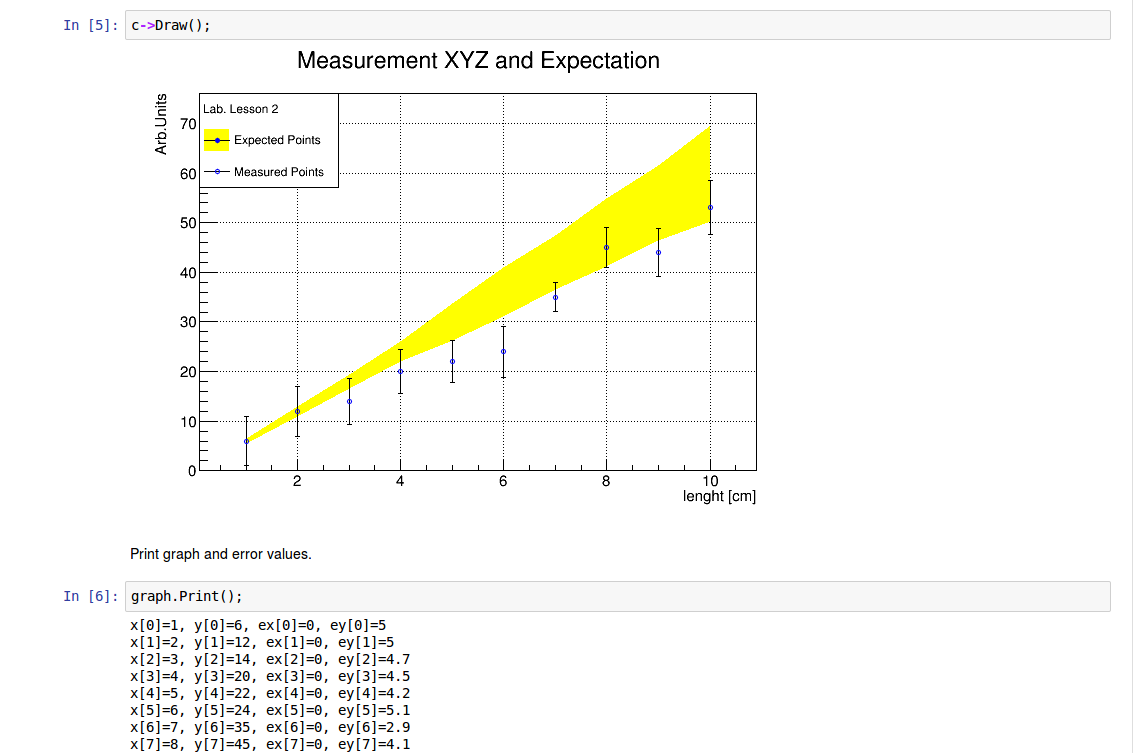 In [5]: c->Draw();
Measurement XYZ and Expectation
Arb.Units
Lab. Lesson 2
Expected Points
Measured Points
70
60
50
40
30
20
10
0
2 4 6 8 10
lenght [cm]
Print graph and error values.
In [6]: graph.Print();
x[0]=1, y[0]=6, ex[0]=0, ey[0]=5
x[1]=2, y[1]=12, ex[1]=0, ey[1]=5
x[2]=3, y[2]=14, ex[2]=0, ey[2]=4.7
x[3]=4, y[3]=20, ex[3]=0, ey[3]=4.5
x[4]=5, y[4]=22, ex[4]=0, ey[4]=4.2
x[5]=6, y[5]=24, ex[5]=0, ey[5]=5.1
x[6]=7, y[6]=35, ex[6]=0, ey[6]=2.9
x[7]=8, y[7]=45, ex[7]=0, ey[7]=4.1